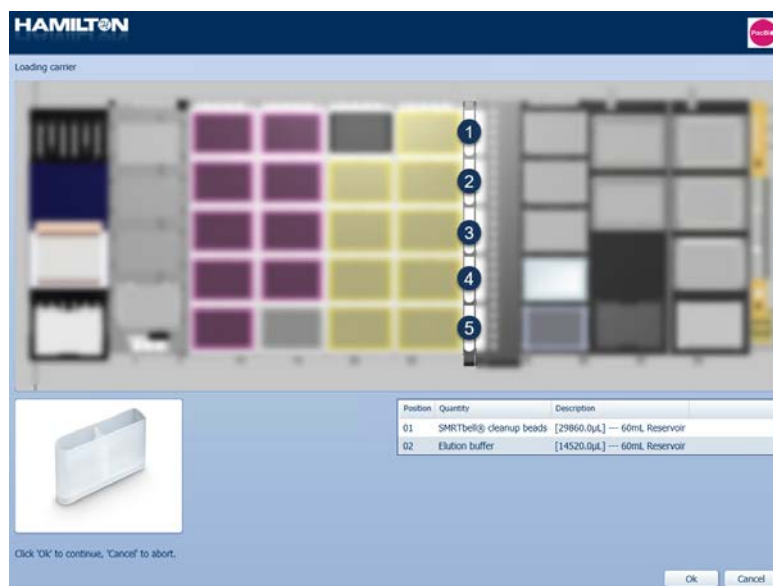 HAMILTON
PacBi
Loading carrier
1
2
3
4
5
Position Quantity Description
01 SMRTbell® cleanup beads [29860.0µL] --- 60mL Reservoir
02 Elution buffer [14520.0µL] --- 60mL Reservoir
Click 'Ok' to continue, 'Cancel' to abort.
Ok Cancel